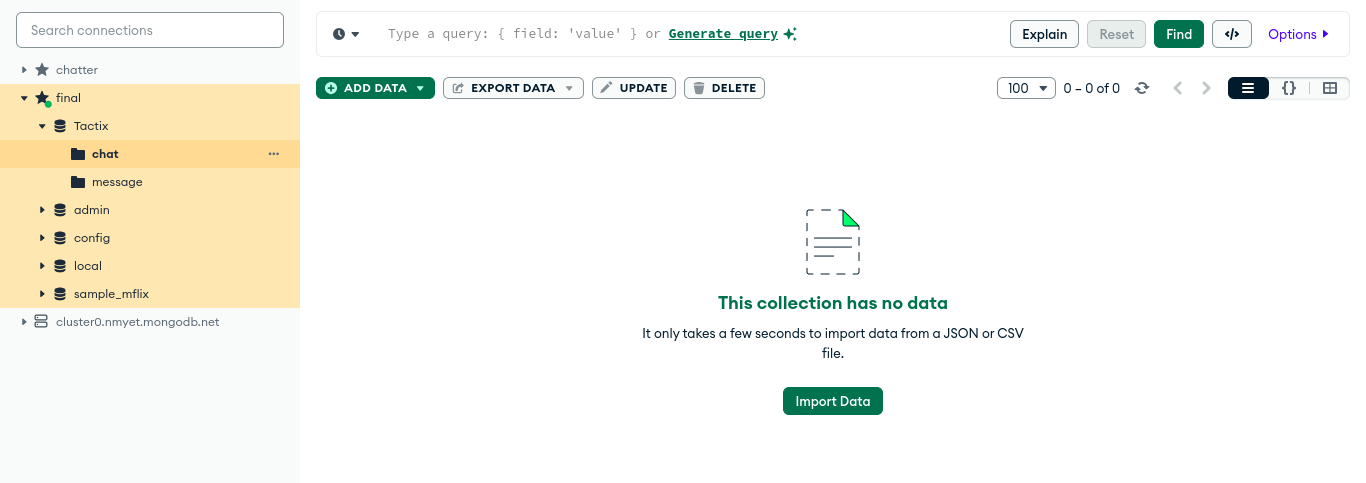 Search connections
chatter
final
Tactix
chat
message
admin
config
local
sample_mflix
cluster0.nmyet.mongodb.net
Type a query: { field: 'value' } or Generate query
Explain
Reset
Find
</>
Options
ADD DATA
EXPORT DATA
UPDATE
DELETE
100
0 – 0 of 0
{}
This collection has no data
It only takes a few seconds to import data from a JSON or CSV
file.
Import Data